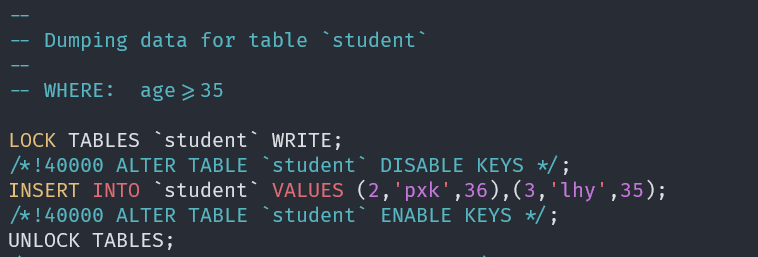 --
-- Dumping data for table `student`
--
-- WHERE:  age>=35

LOCK TABLES `student` WRITE;
/*!40000 ALTER TABLE `student` DISABLE KEYS */;
INSERT INTO `student` VALUES (2,'pxk',36),(3,'lhy',35);
/*!40000 ALTER TABLE `student` ENABLE KEYS */;
UNLOCK TABLES;